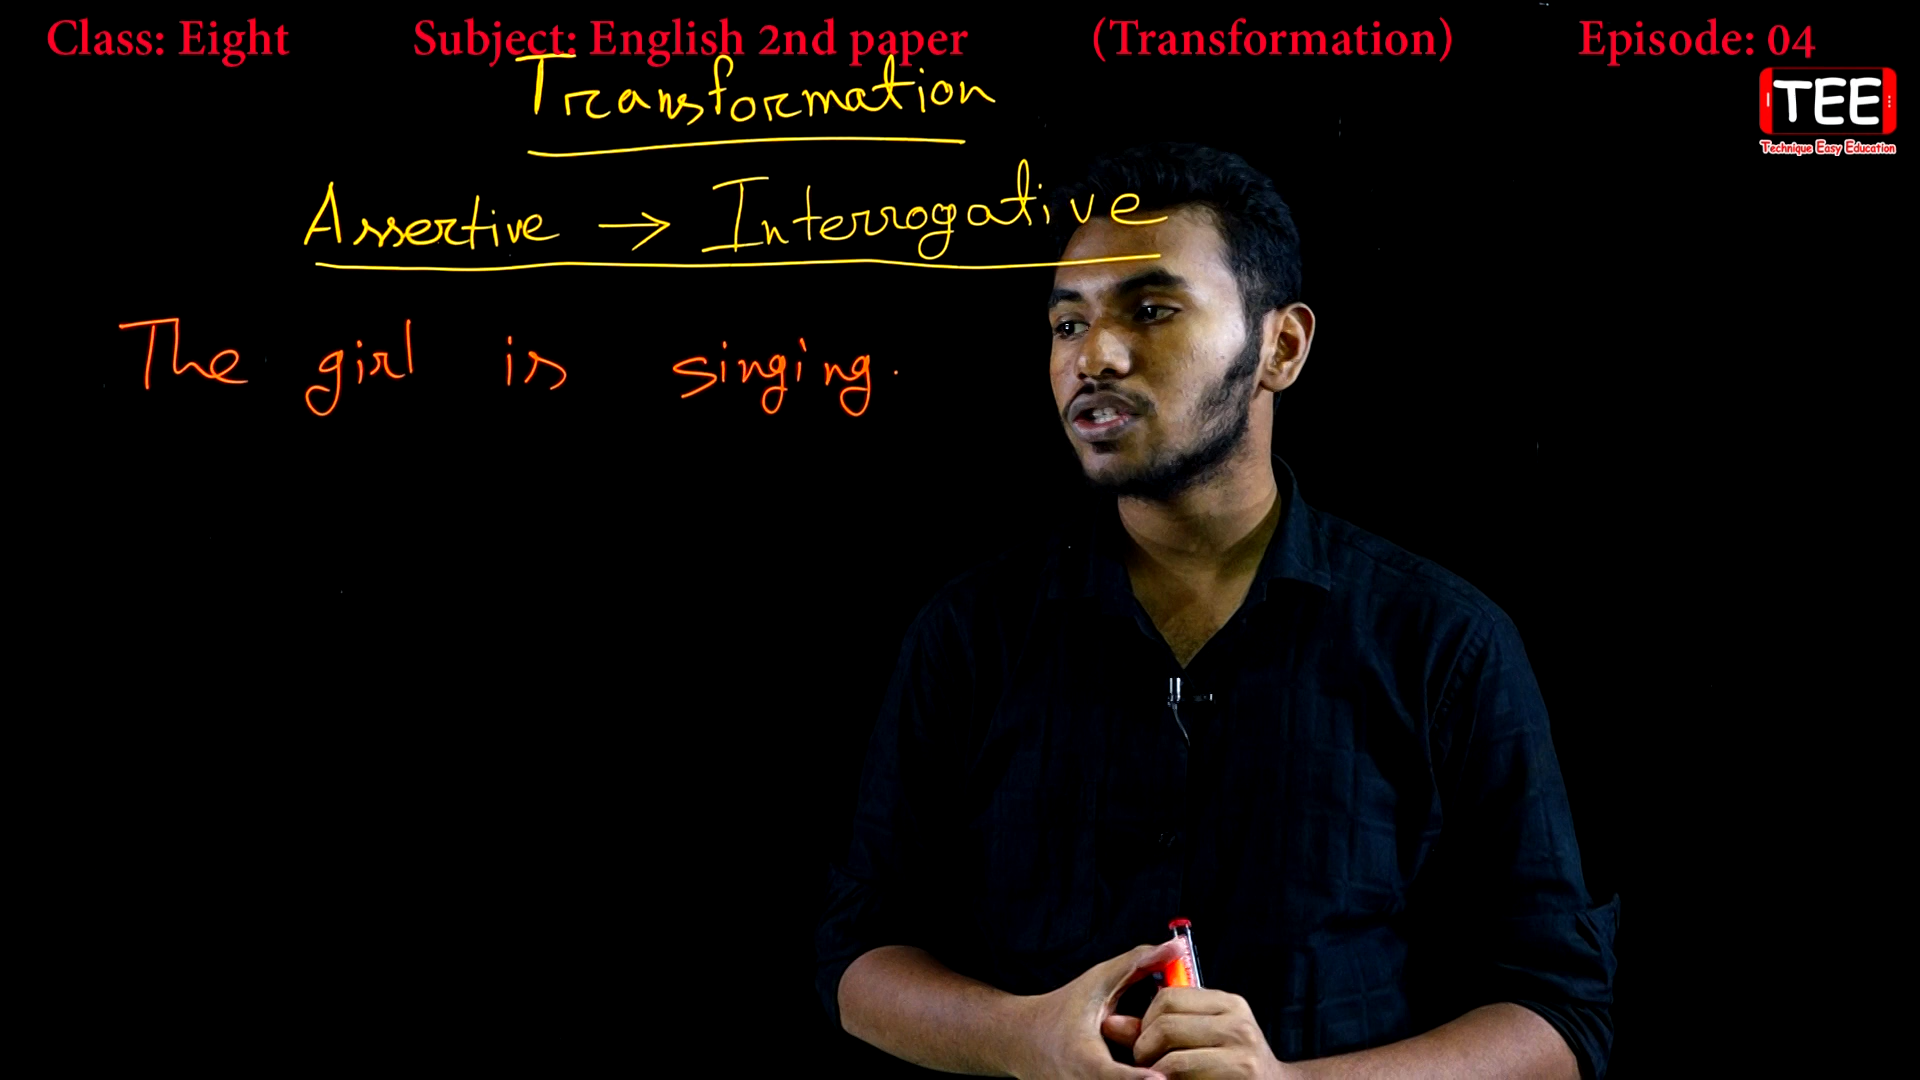 Class: Eight Subject: English 2nd paper (Transformation) Episode: 04
TEE
Technique Easy Education
Transformation
Assertive → Interrogative
The girl is singing.